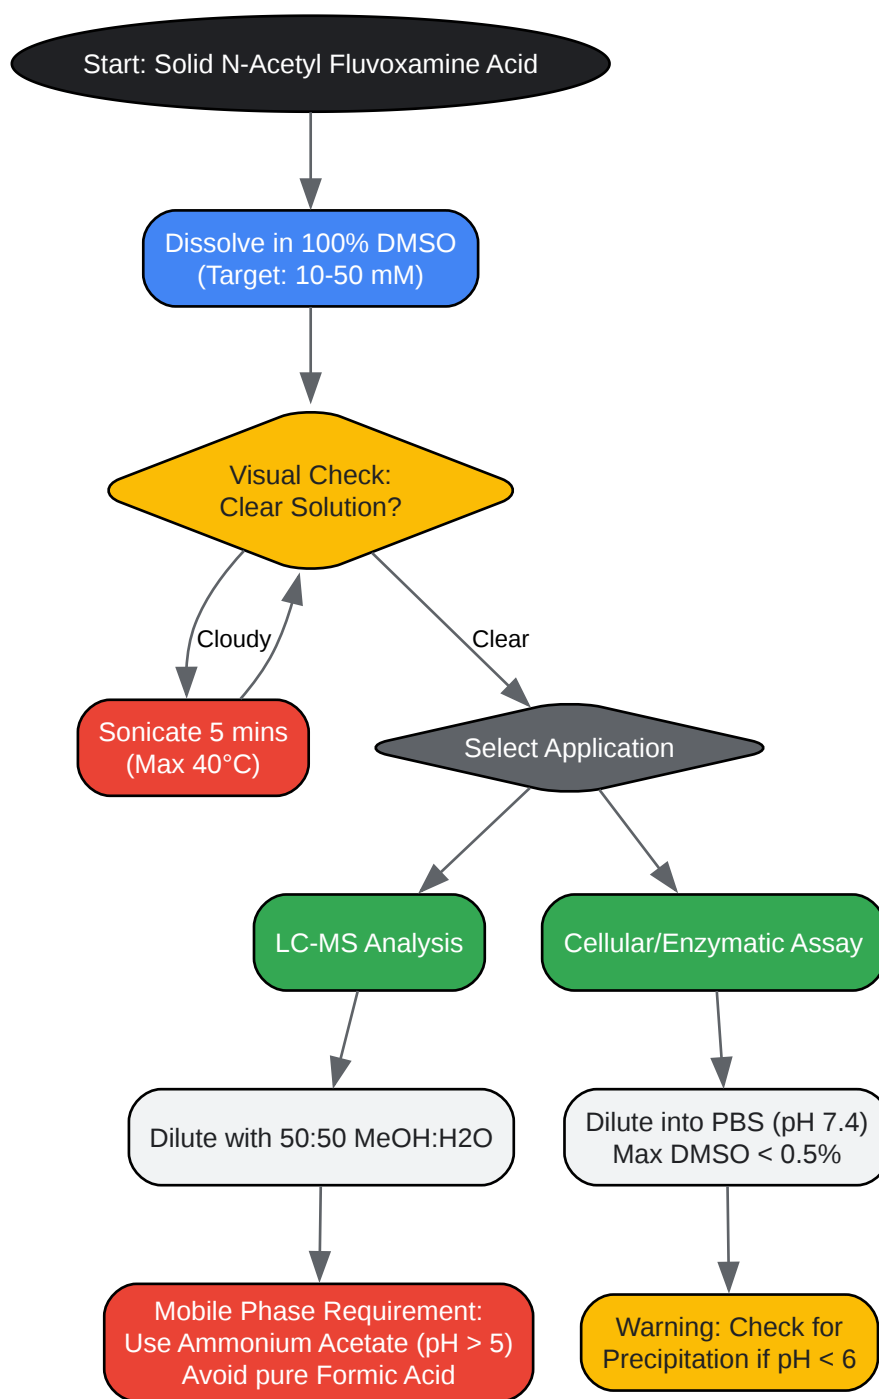 Start: Solid N-Acetyl Fluvoxamine Acid
Dissolve in 100% DMSO
(Target: 10-50 mM)
Visual Check:
Clear Solution?
Cloudy
Clear
Sonicate 5 mins
(Max 40°C)
Select Application
LC-MS Analysis
Cellular/Enzymatic Assay
Dilute with 50:50 MeOH:H2O
Dilute into PBS (pH 7.4)
Max DMSO < 0.5%
Mobile Phase Requirement:
Use Ammonium Acetate (pH > 5)
Avoid pure Formic Acid
Warning: Check for
Precipitation if pH < 6